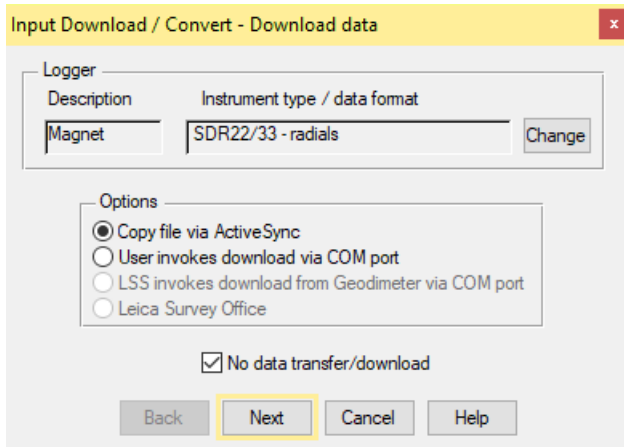 Input Download / Convert - Download data
x
Logger
Description Instrument type / data format
Magnet SDR22/33 - radials Change
Options
Copy file via ActiveSync
User invokes download via COM port
LSS invokes download from Geodimeter via COM port
Leica Survey Office
No data transfer/download
Back Next Cancel Help